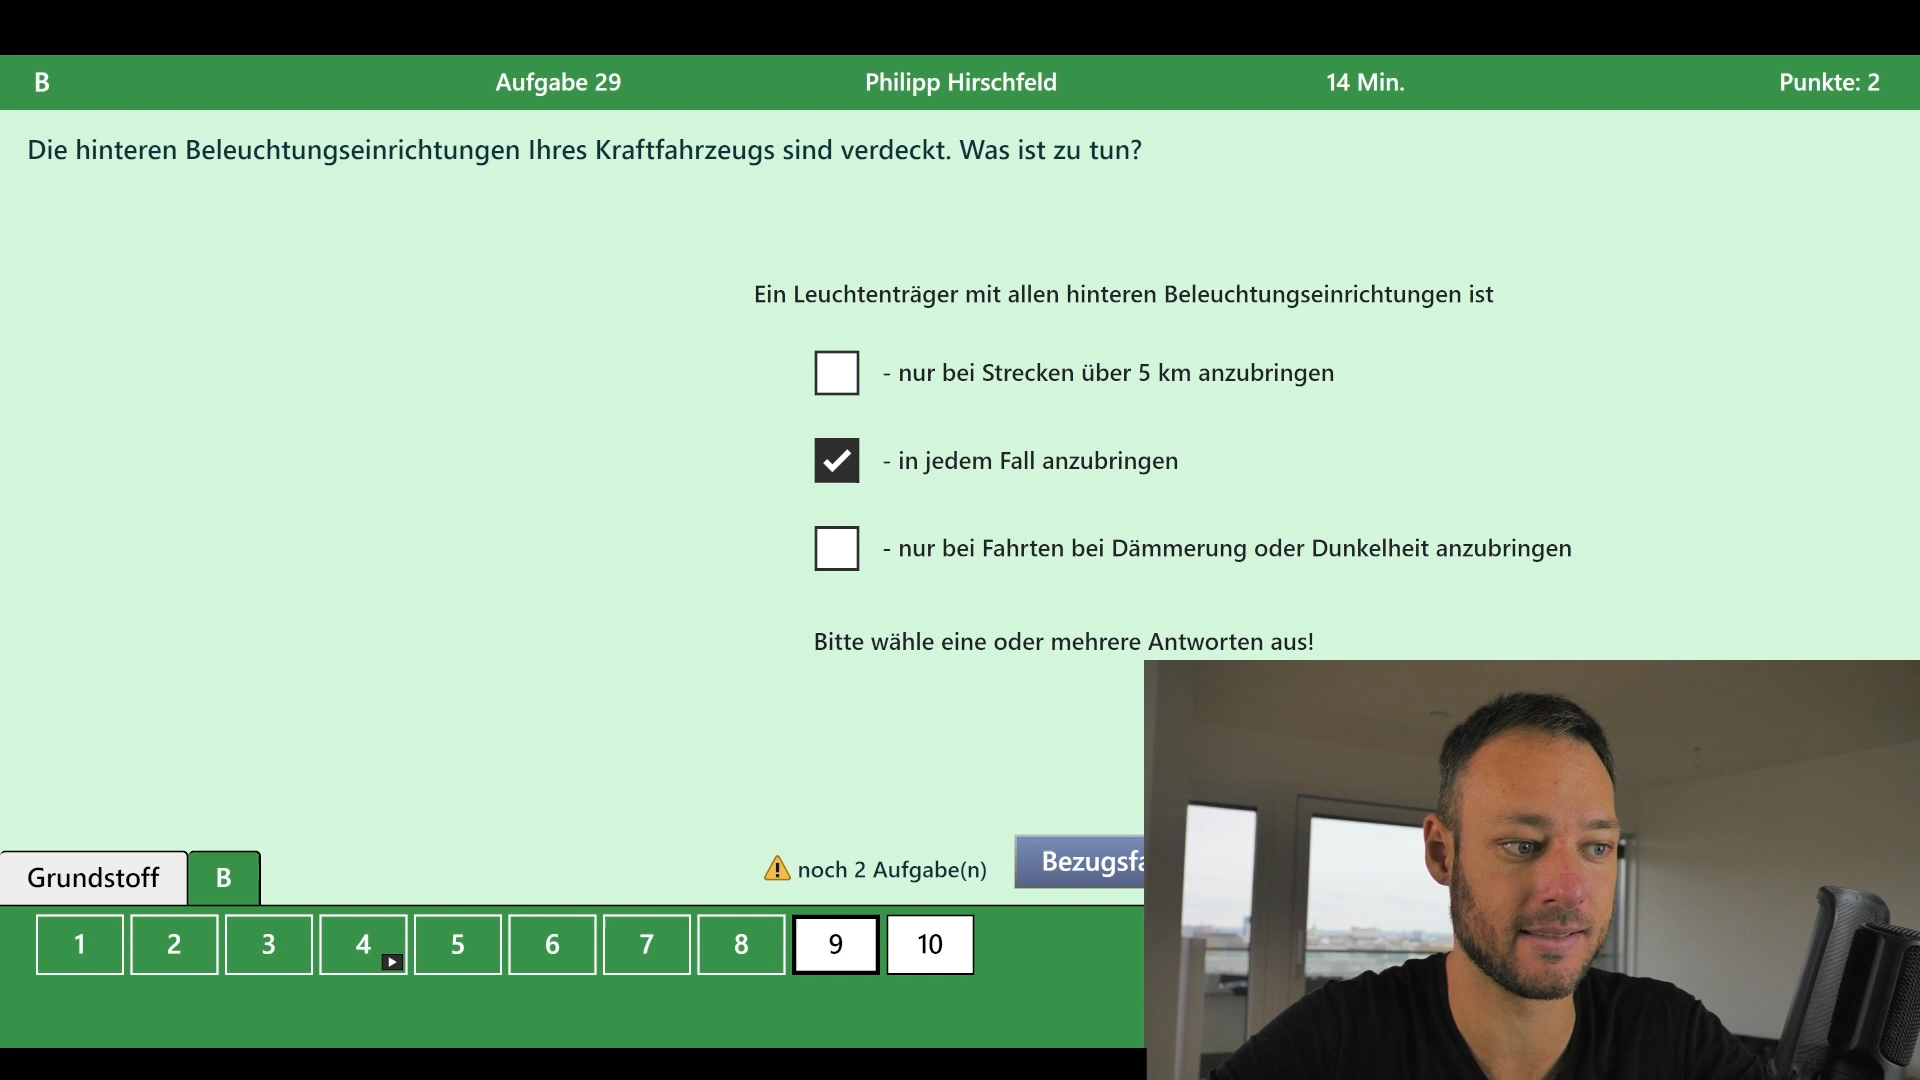 B Aufgabe 29 Philipp Hirschfeld 14 Min. Punkte: 2
Die hinteren Beleuchtungseinrichtungen Ihres Kraftfahrzeugs sind verdeckt. Was ist zu tun?
Ein Leuchtenträger mit allen hinteren Beleuchtungseinrichtungen ist
- nur bei Strecken über 5 km anzubringen
- in jedem Fall anzubringen
- nur bei Fahrten bei Dämmerung oder Dunkelheit anzubringen
Bitte wähle eine oder mehrere Antworten aus!
noch 2 Aufgabe(n)
Grundstoff B
1 2 3 4 5 6 7 8 9 10